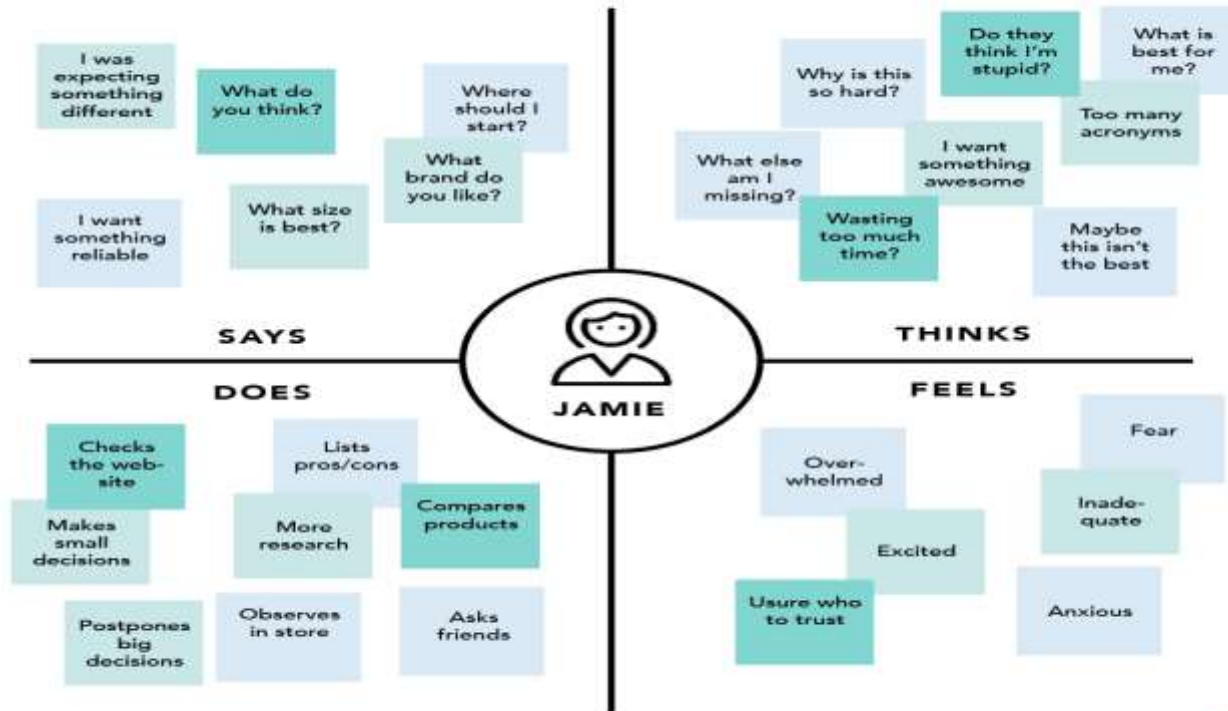 I was
expecting
something
different
What do
you think?
Where
should I
start?
What
brand do
you like?
What size
is best?
I want
something
reliable
SAYS
Do they
think I'm
stupid?
What is
best for
me?
Why is this
so hard?
Too many
acronyms
I want
something
awesome
What else
am I
missing?
Wasting
too much
time?
Maybe
this isn't
the best
THINKS
JAMIE
DOES
Checks
the web-
site
Lists
pros/cons
Compares
products
Makes
small
decisions
More
research
Postpones
big
decisions
Observes
in store
Asks
friends
FEELS
Fear
Over-
whelmed
Inade-
quate
Excited
Usure who
to trust
Anxious